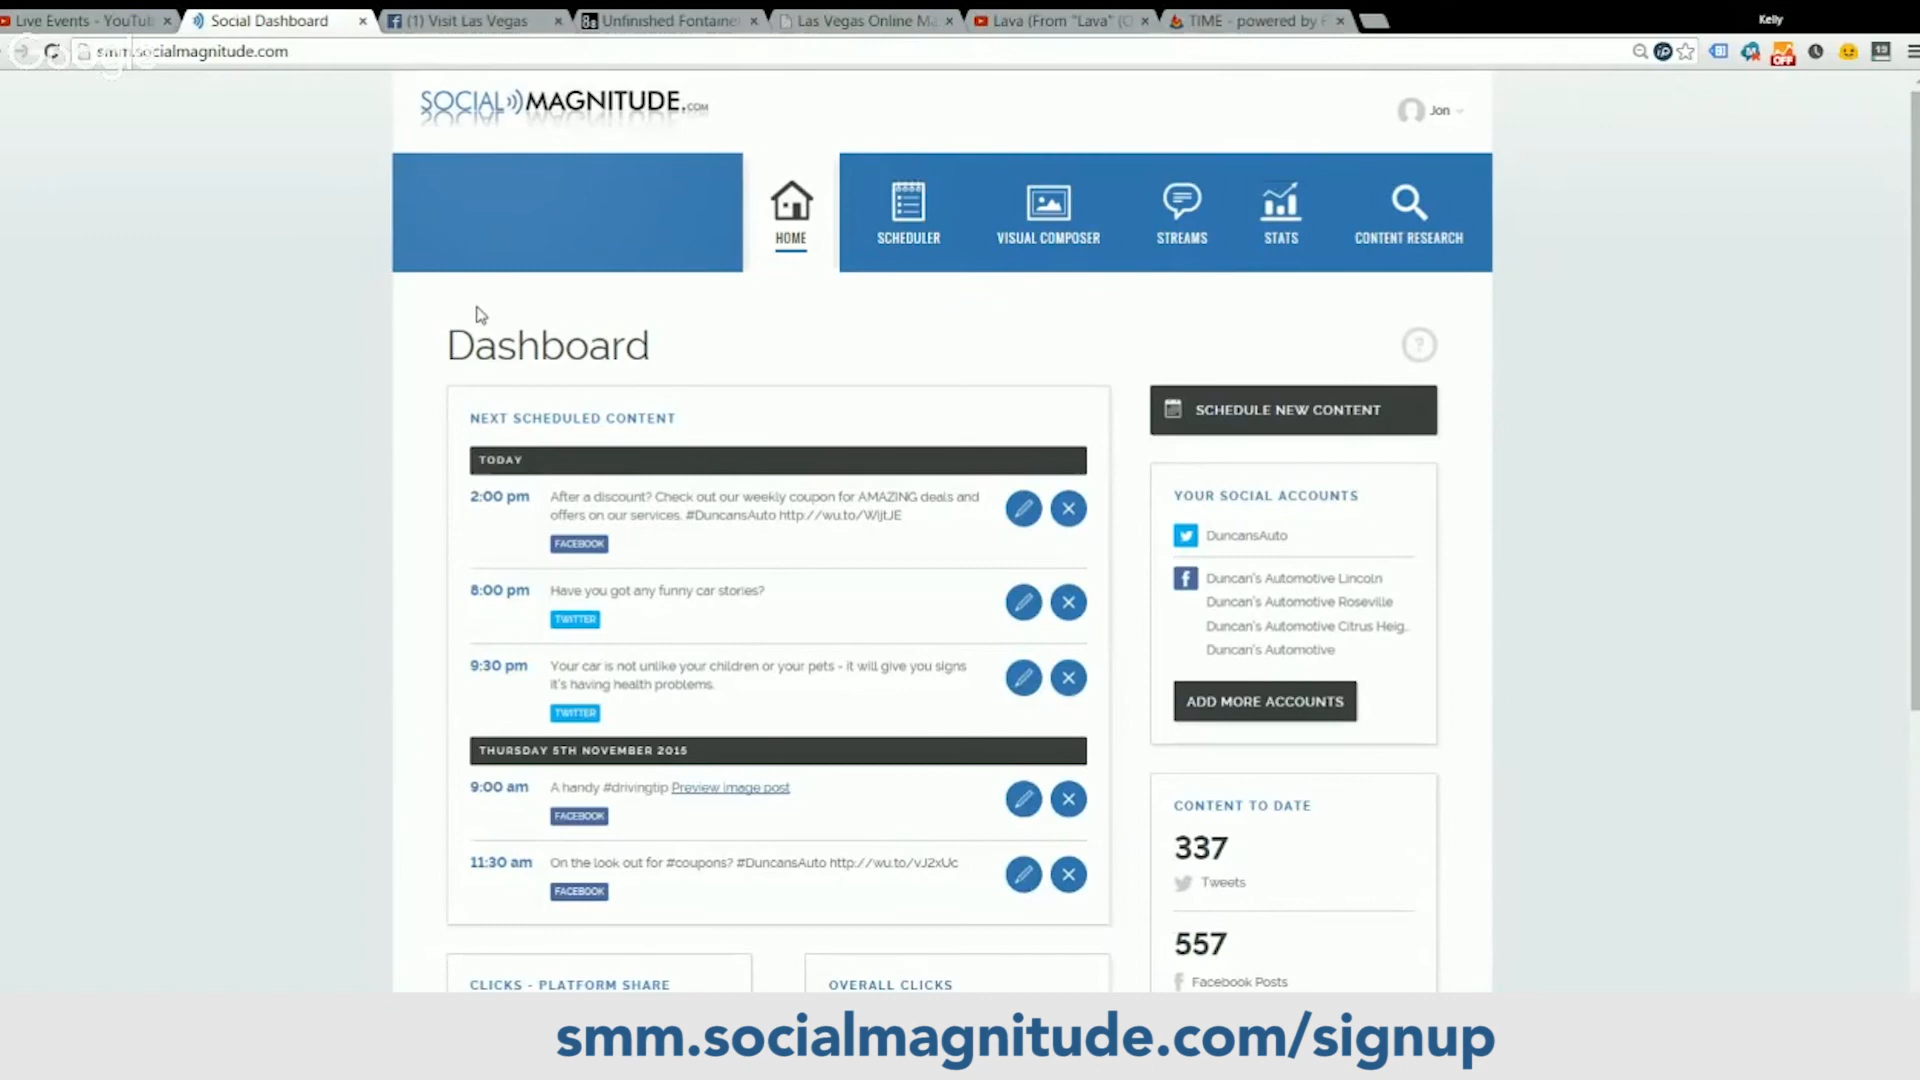 Live Events - YouTub
Social Dashboard
(1) Visit Las Vegas
Unfinished Fontaine
Las Vegas Online Ma
Lava (From "Lava" (O
TIME - powered by F
Kelly
Google
smm.socialmagnitude.com
OFF
SOCIAL MAGNITUDE.COM
Jon
HOME
SCHEDULER
VISUAL COMPOSER
STREAMS
STATS
CONTENT RESEARCH
Dashboard
?
NEXT SCHEDULED CONTENT
TODAY
2:00 pm
After a discount? Check out our weekly coupon for AMAZING deals and
offers on our services. #DuncansAuto http://wu.to/WijtJE
FACEBOOK
8:00 pm
Have you got any funny car stories?
TWITTER
9:30 pm
Your car is not unlike your children or your pets - it will give you signs
it's having health problems.
TWITTER
THURSDAY 5TH NOVEMBER 2015
9:00 am
A handy #drivingtip Preview image post
FACEBOOK
11:30 am
On the look out for #coupons? #DuncansAuto http://wu.to/vJ2xUc
FACEBOOK
CLICKS - PLATFORM SHARE
OVERALL CLICKS
SCHEDULE NEW CONTENT
YOUR SOCIAL ACCOUNTS
DuncansAuto
Duncan's Automotive Lincoln
Duncan's Automotive Roseville
Duncan's Automotive Citrus Heig..
Duncan's Automotive
ADD MORE ACCOUNTS
CONTENT TO DATE
337
Tweets
557
Facebook Posts
smm.socialmagnitude.com/signup